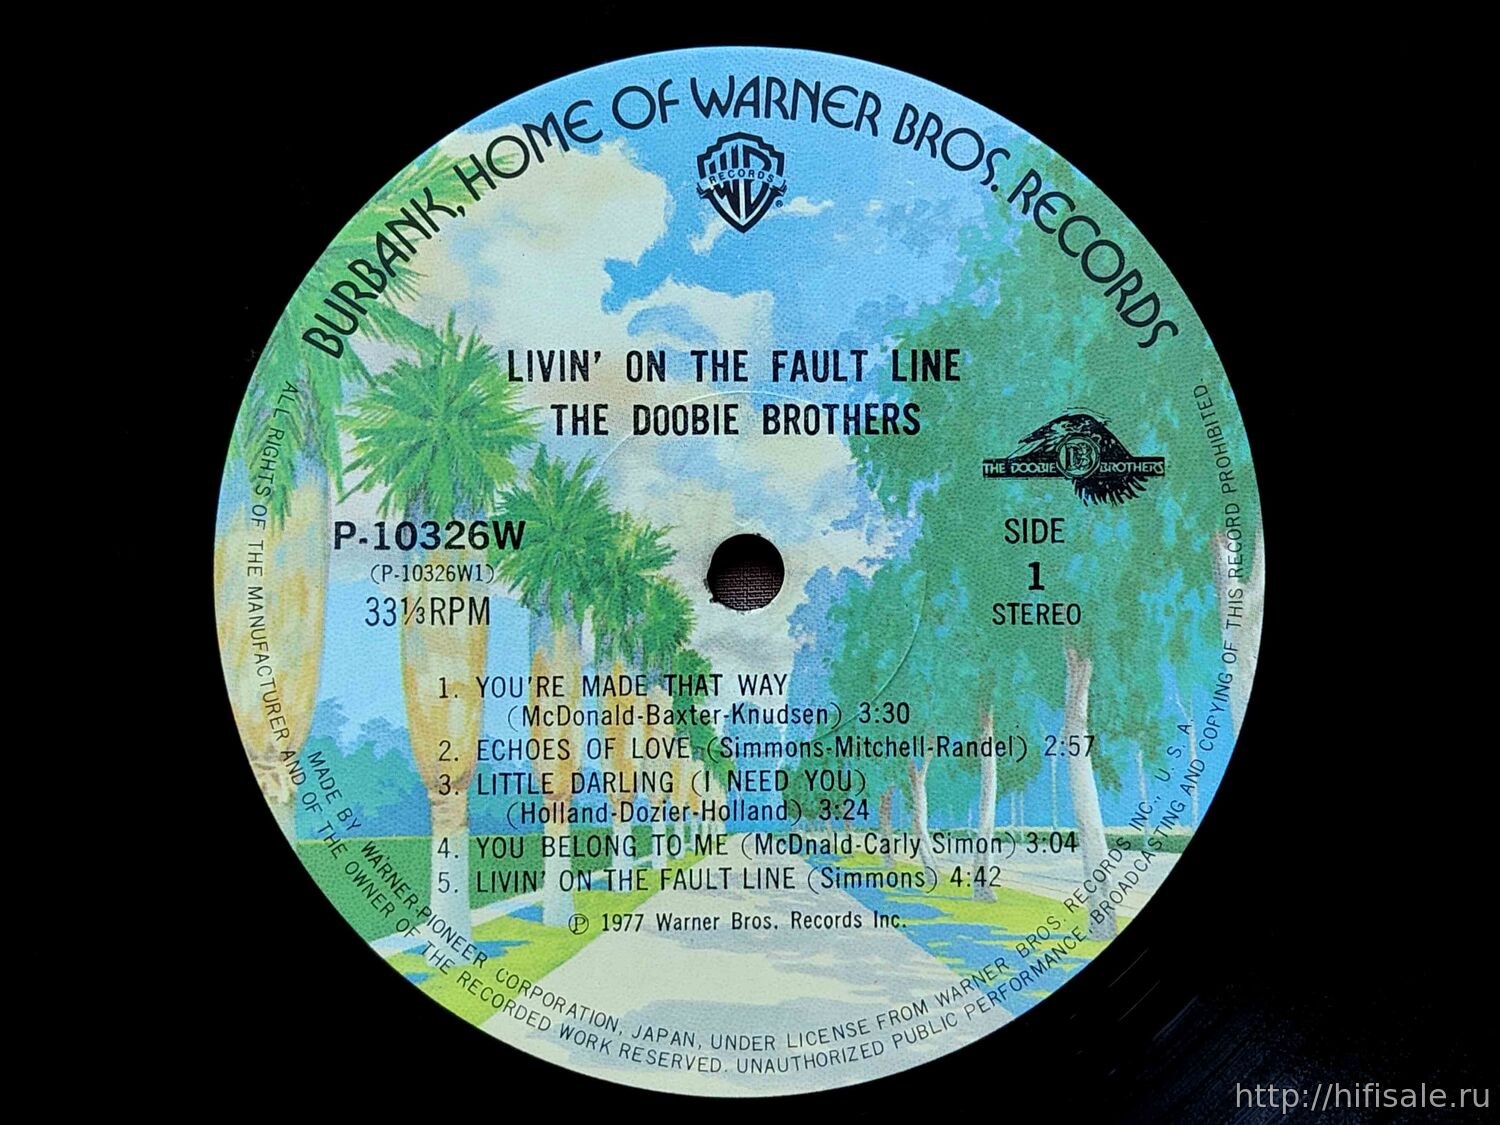 BURBANK, HOME OF WARNER BROS. RECORDS
RECORDS
®
LIVIN' ON THE FAULT LINE
THE DOOBIE BROTHERS
THE DOOBIE BROTHERS
P-10326W
(P-10326W1)
33⅓RPM
SIDE
1
STEREO
1. YOU'RE MADE THAT WAY
(McDonald-Baxter-Knudsen) 3:30
2. ECHOES OF LOVE (Simmons-Mitchell-Randel) 2:57
3. LITTLE DARLING (I NEED YOU)
(Holland-Dozier-Holland) 3:24
4. YOU BELONG TO ME (McDnald-Carly Simon) 3:04
5. LIVIN' ON THE FAULT LINE (Simmons) 4:42
℗ 1977 Warner Bros. Records Inc.
MADE BY WARNER-PIONEER CORPORATION, JAPAN, UNDER LICENSE FROM WARNER BROS. RECORDS INC., U. S. A.
ALL RIGHTS OF THE MANUFACTURER AND OF THE OWNER OF THE RECORDED WORK RESERVED. UNAUTHORIZED PUBLIC PERFORMANCE, BROADCASTING AND COPYING OF THIS RECORD PROHIBITED
http://hifisale.ru